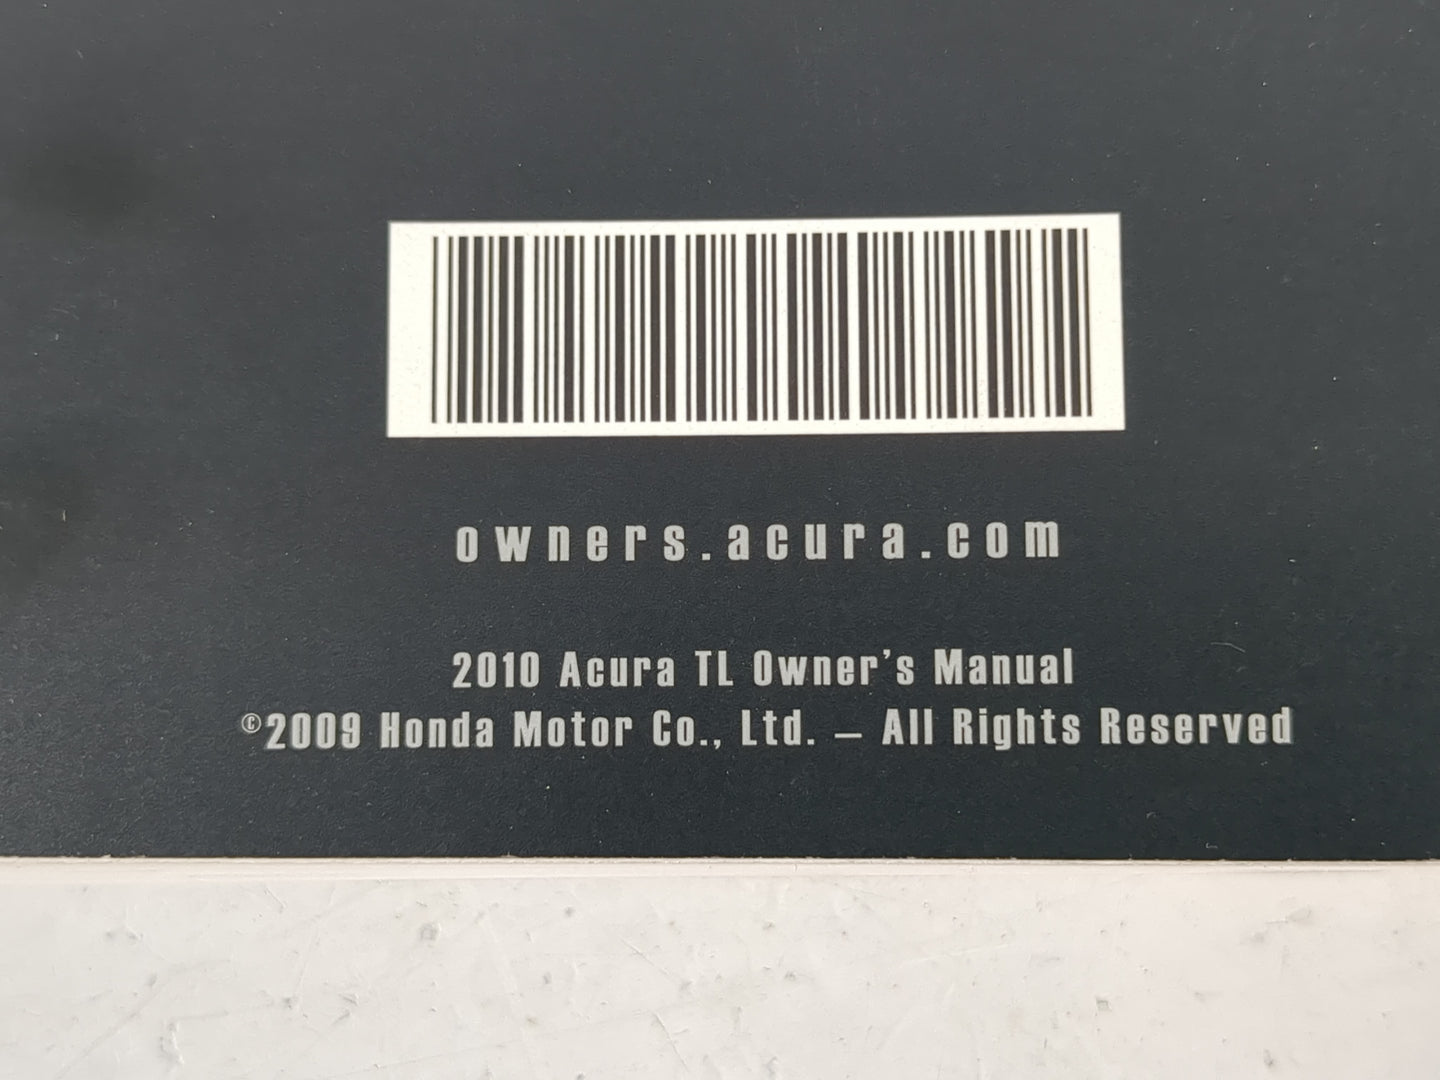 owners.acura.com
2010 Acura TL Owner's Manual
©2009 Honda Motor Co., Ltd. – All Rights Reserved